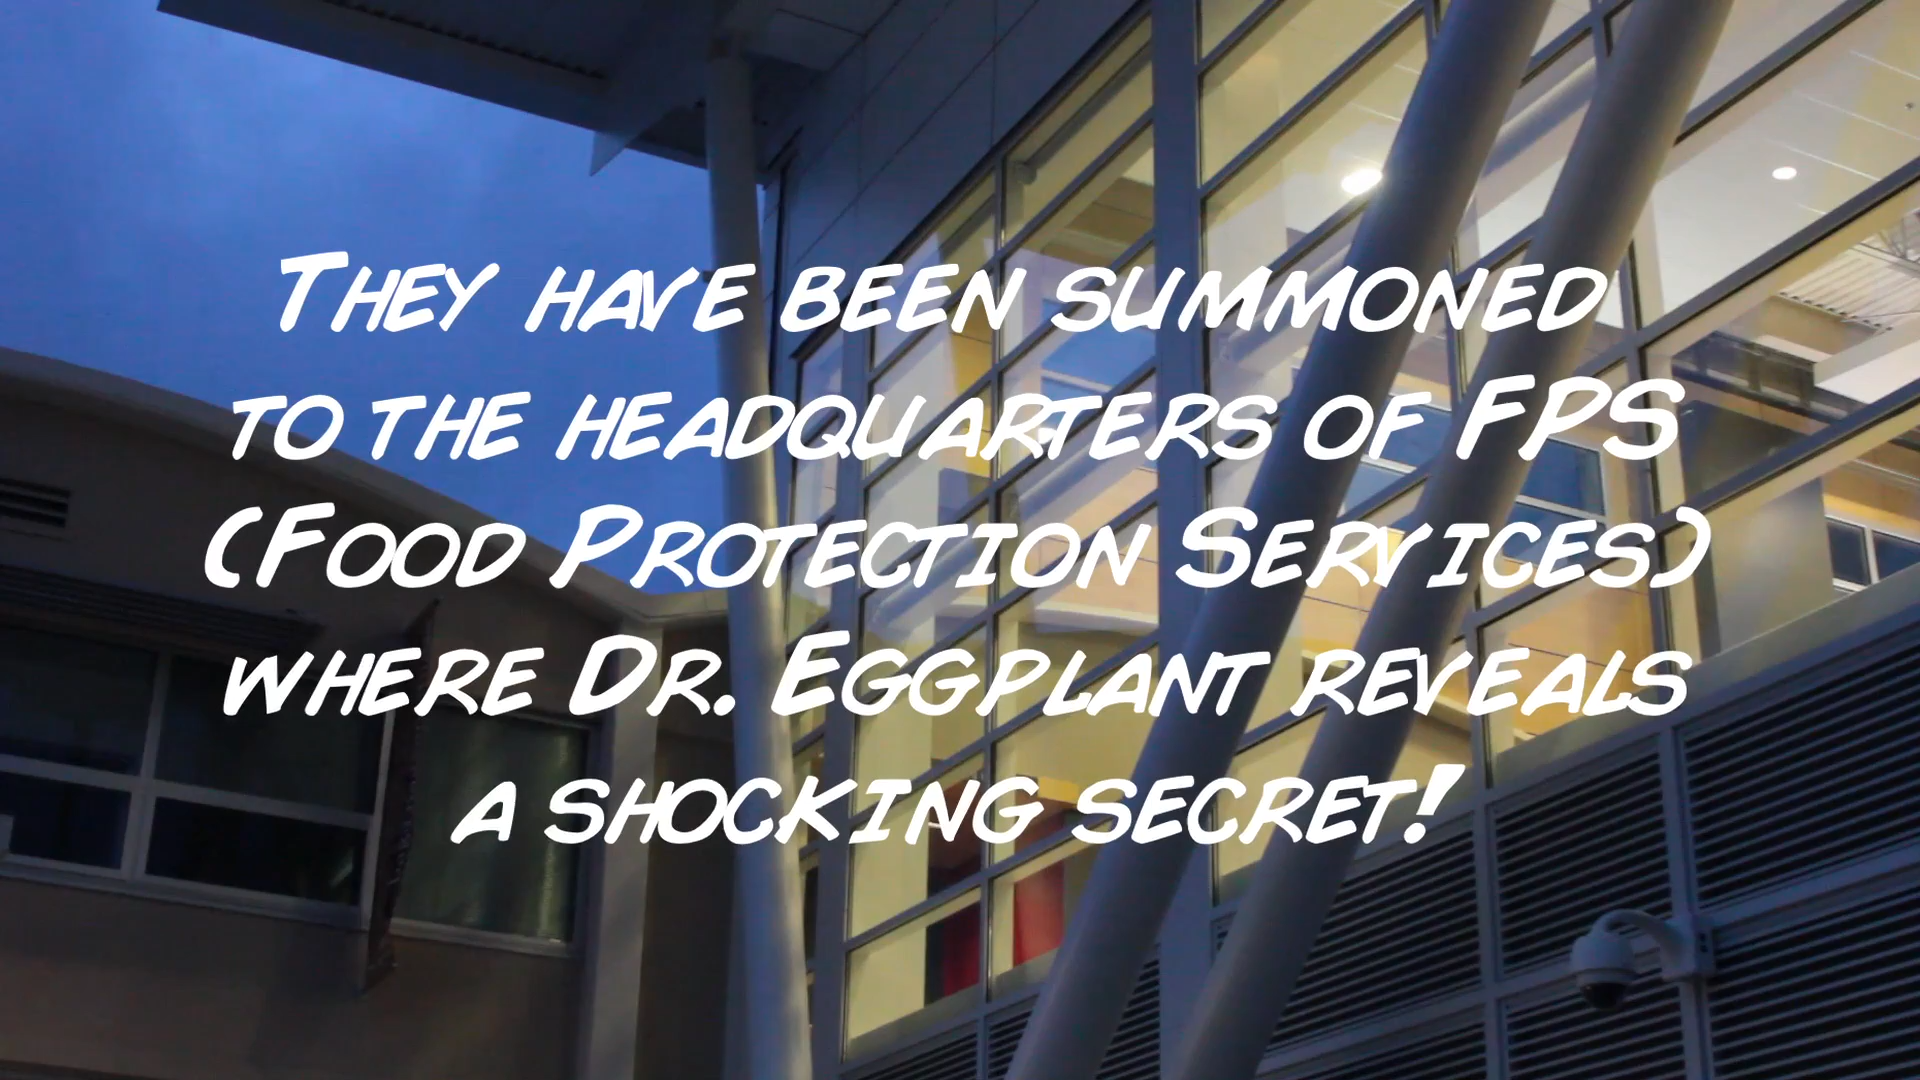 They have been summoned
to the headquarters of FPS
(Food Protection Services)
where Dr. Eggplant reveals
a shocking secret!